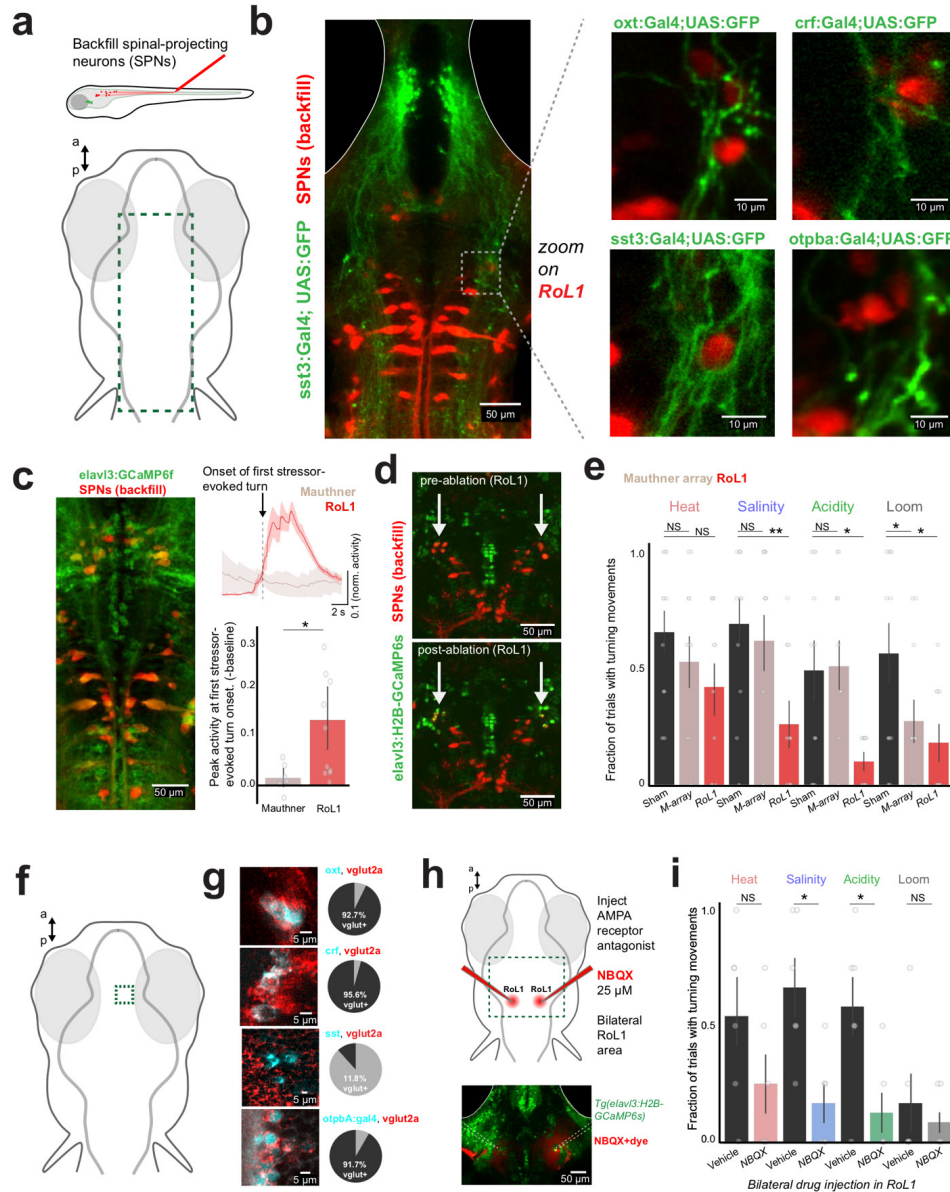 a
Backfill spinal-projecting
neurons (SPNs)
a
p
b
sst3:Gal4; UAS:GFP
SPNs (backfill)
50 µm
zoom
on
RoL1
oxt:Gal4;UAS:GFP
10 µm
crf:Gal4;UAS:GFP
10 µm
sst3:Gal4;UAS:GFP
10 µm
otpba:Gal4;UAS:GFP
10 µm
c
elavl3:GCaMP6f
SPNs (backfill)
50 µm
Onset of first stressor-
evoked turn
Mauthner
RoL1
2 s
0.1 (norm. activity)
*
Peak activity at first stressor-
evoked turn onset. (-baseline)
0.3
0.2
0.1
0.0
Mauthner
RoL1
d
SPNs (backfill)
elavl3:H2B-GCaMP6s
pre-ablation (RoL1)
50 µm
post-ablation (RoL1)
50 µm
e
Mauthner array RoL1
Heat
Salinity
Acidity
Loom
NS
NS
NS
**
NS
*
*
*
Fraction of trials with turning movements
1.0
0.5
0.0
Sham
M-array
RoL1
Sham
M-array
RoL1
Sham
M-array
RoL1
Sham
M-array
RoL1
f
a
p
g
oxt, vglut2a
5 µm
92.7%
vglut+
crf, vglut2a
5 µm
95.6%
vglut+
sst, vglut2a
5 µm
11.8%
vglut+
otpbA:gal4, vglut2a
5 µm
91.7%
vglut+
h
a
p
RoL1
RoL1
Inject
AMPA
receptor
antagonist
NBQX
25 µM
Bilateral
RoL1
area
Tg(elavl3:H2B-
GCaMP6s)
NBQX+dye
50 µm
i
Heat
Salinity
Acidity
Loom
NS
*
*
NS
Fraction of trials with turning movements
1.0
0.5
0.0
Vehicle
NBQX
Vehicle
NBQX
Vehicle
NBQX
Vehicle
NBQX
Bilateral drug injection in RoL1